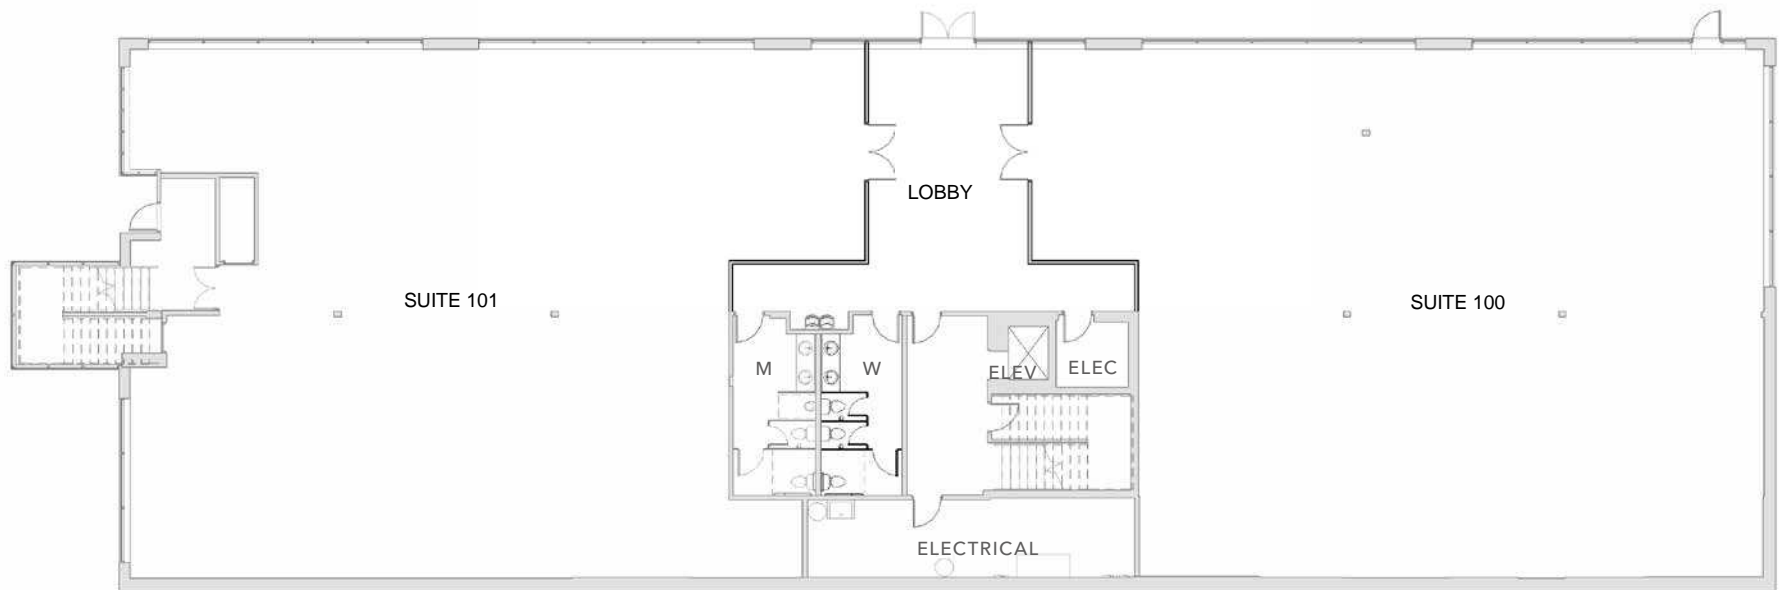 LOBBY
SUITE 101
SUITE 100
M
W
ELEV
ELEC
ELECTRICAL